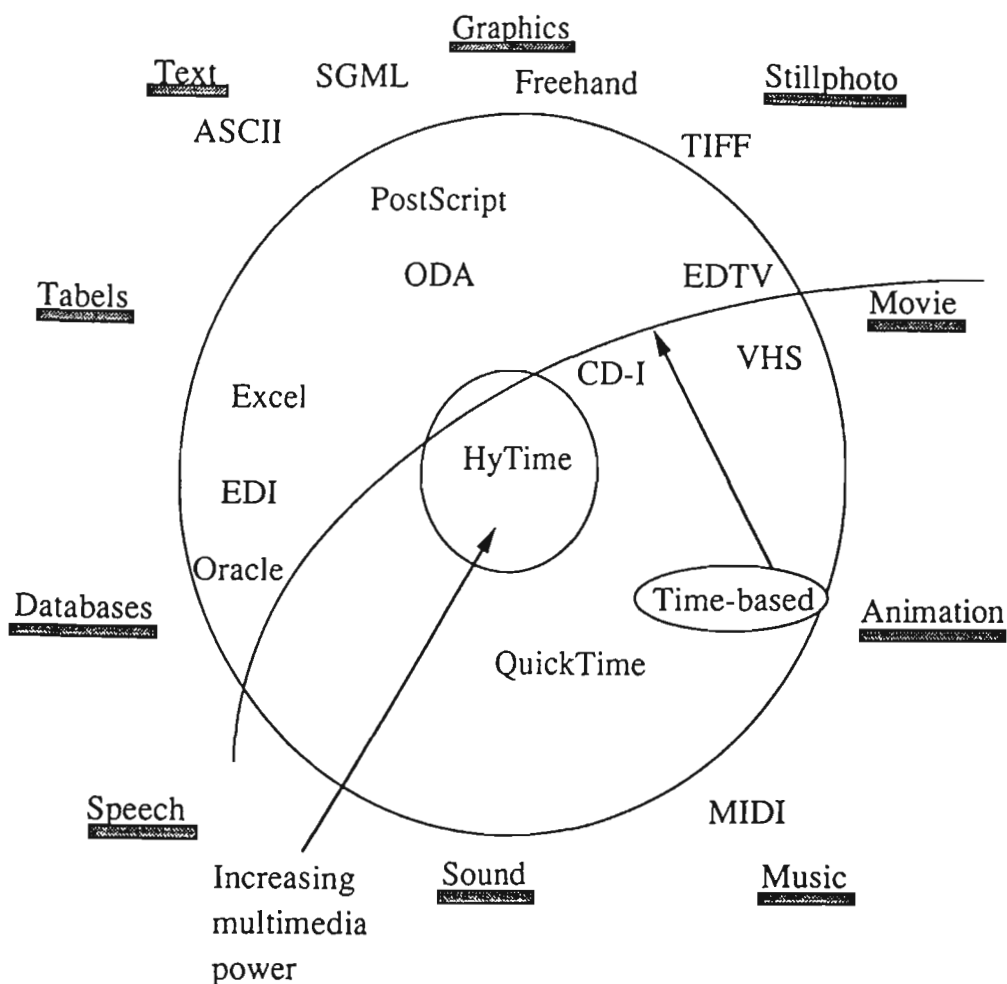 Graphics
Text
SGML
Freehand
Stillphoto
ASCII
TIFF
PostScript
ODA
EDTV
Tabels
Movie
VHS
CD-I
Excel
HyTime
EDI
Oracle
Databases
Time-based
Animation
QuickTime
Speech
MIDI
Increasing
multimedia
power
Sound
Music